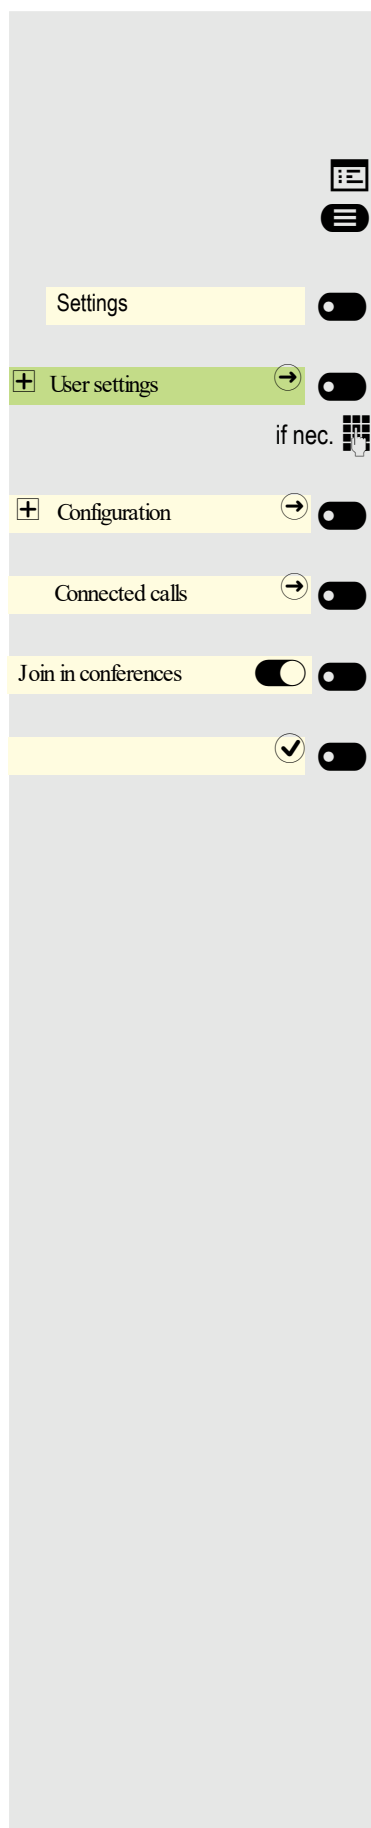 Settings
User settings
if nec.
Configuration
Connected calls
Join in conferences